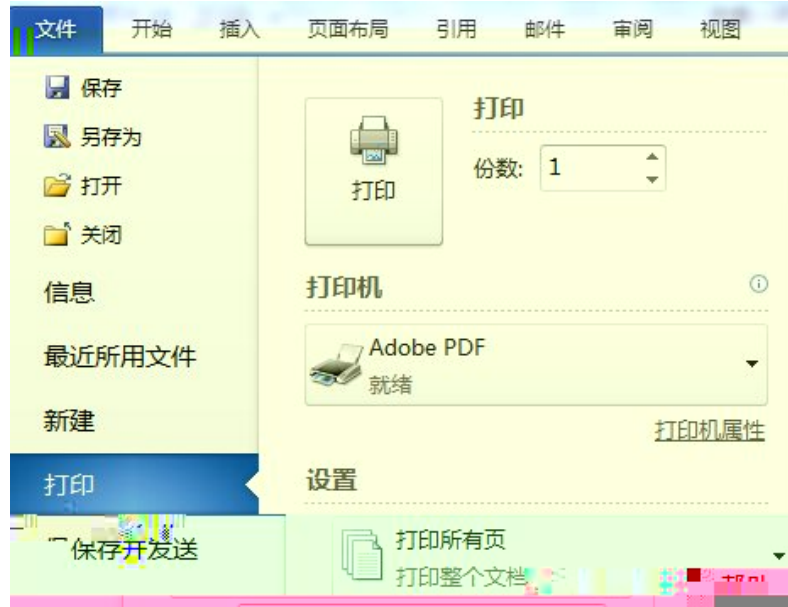 文件 开始 插入 页面布局 引用 邮件 审阅 视图
保存
另存为
打开
关闭
信息
最近所用文件
新建
打印
保存并发送
打印
打印
份数: 1
打印机
Adobe PDF
就绪
打印机属性
设置
打印所有页
打印整个文档